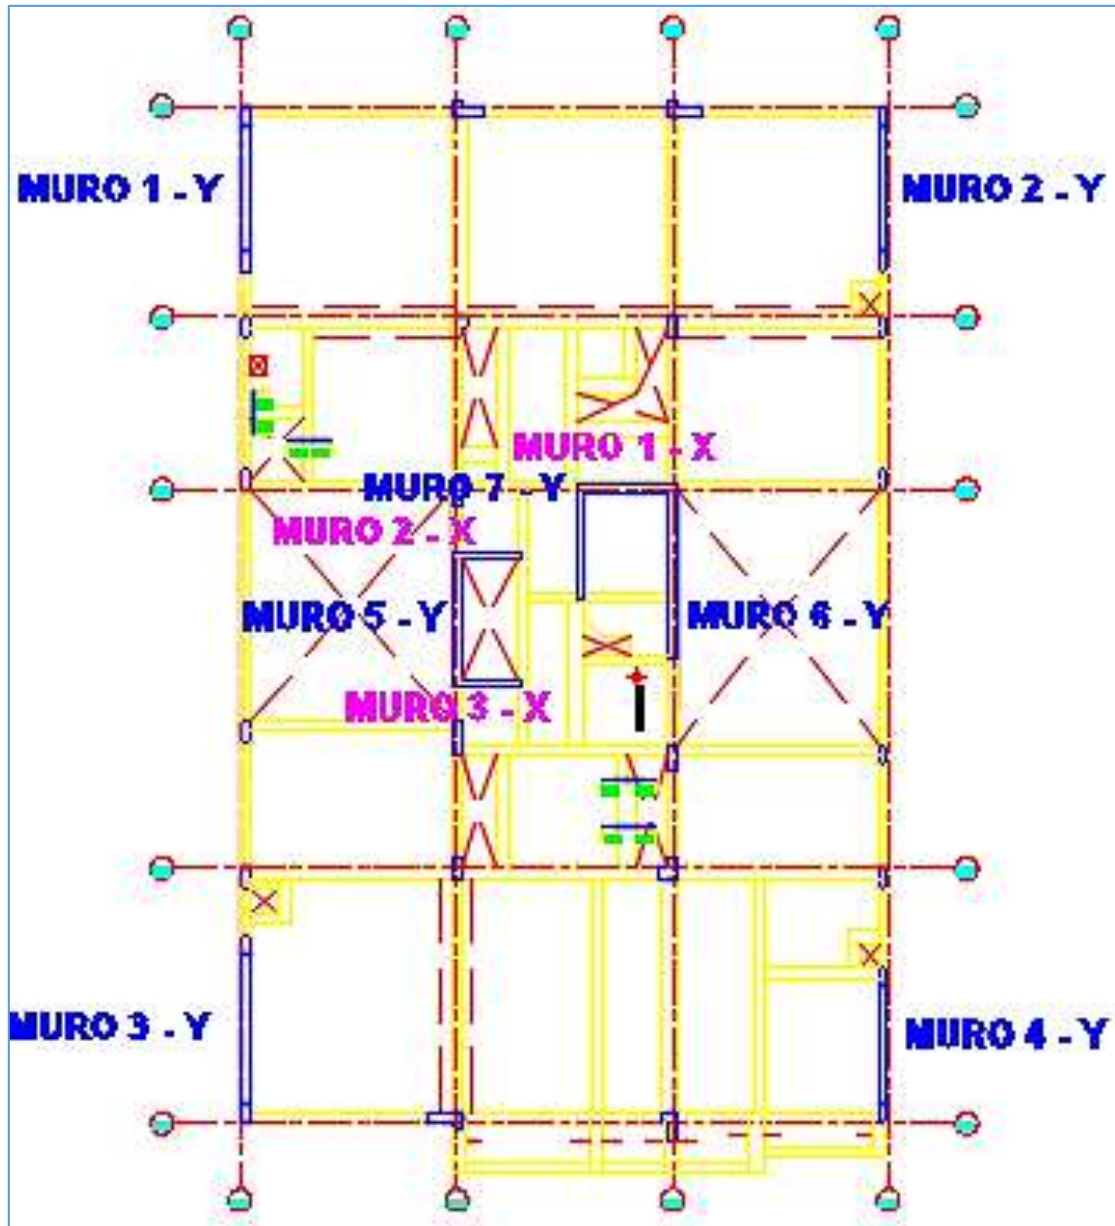 MURO 1 - Y
MURO 2 - Y
MURO 1 - X
MURO 7 - Y
MURO 2 - X
MURO 5 - Y
MURO 6 - Y
MURO 3 - X
MURO 3 - Y
MURO 4 - Y